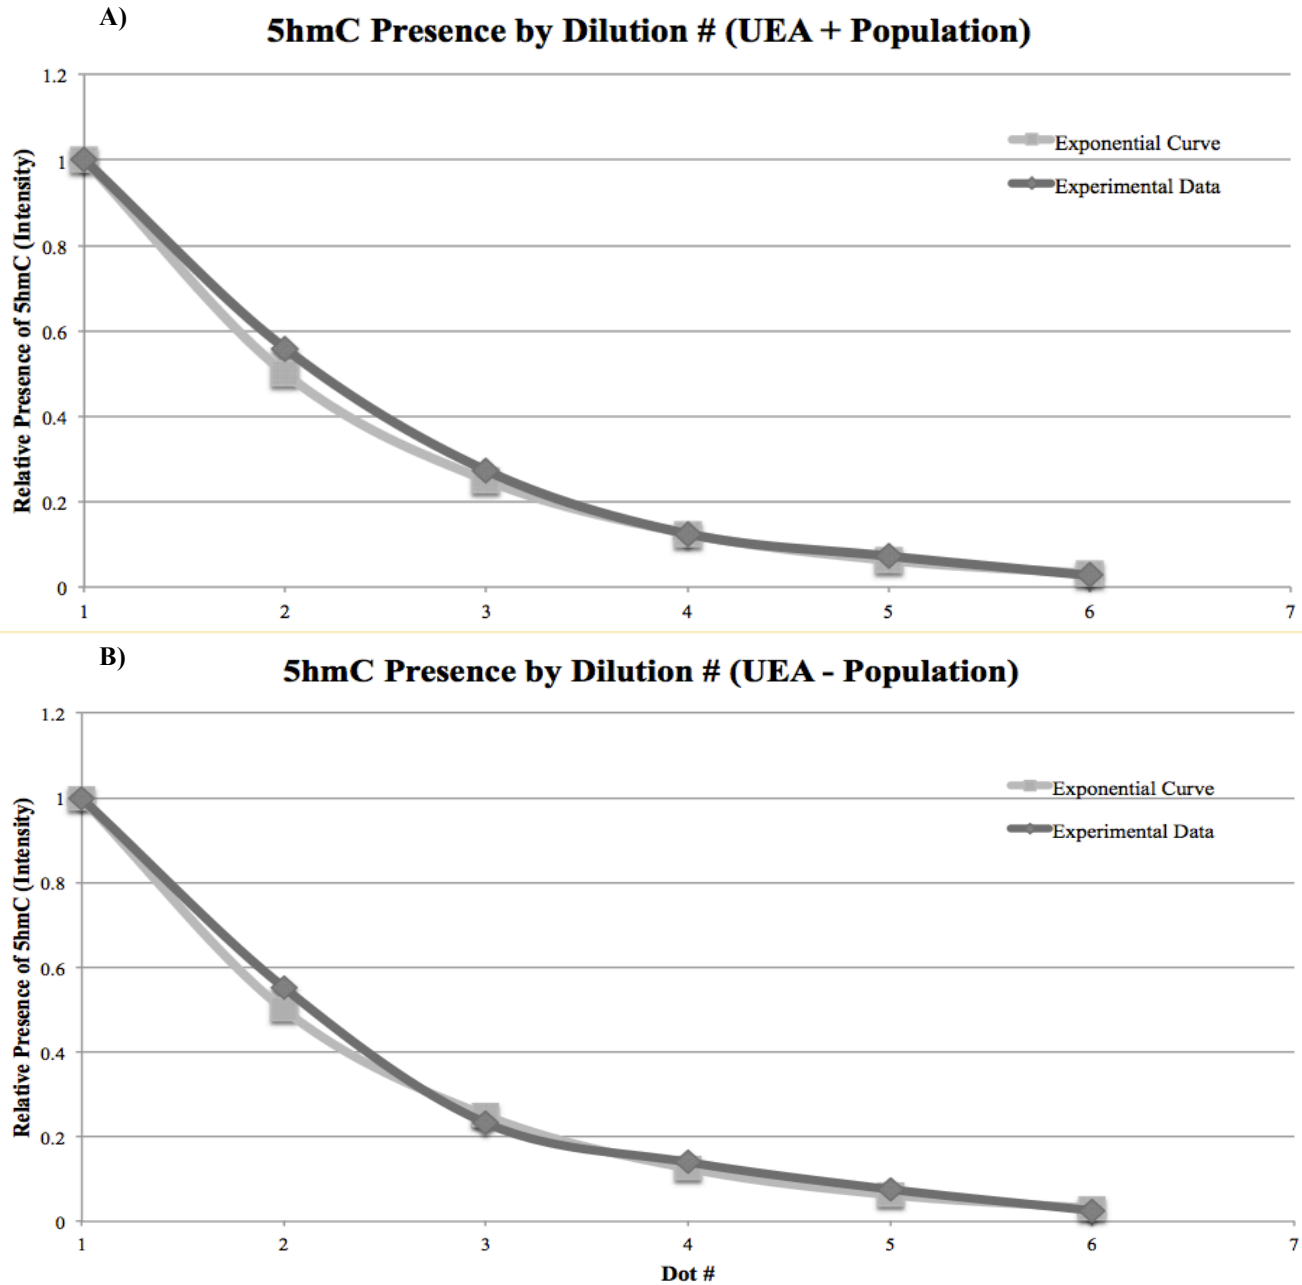 A)
5hmC Presence by Dilution # (UEA + Population)
Relative Presence of 5hmC (Intensity)
1.2
1
0.8
0.6
0.4
0.2
0
Exponential Curve
Experimental Data
1 2 3 4 5 6 7
B)
5hmC Presence by Dilution # (UEA - Population)
Relative Presence of 5hmC (Intensity)
1.2
1
0.8
0.6
0.4
0.2
0
Exponential Curve
Experimental Data
1 2 3 4 5 6 7
Dot #